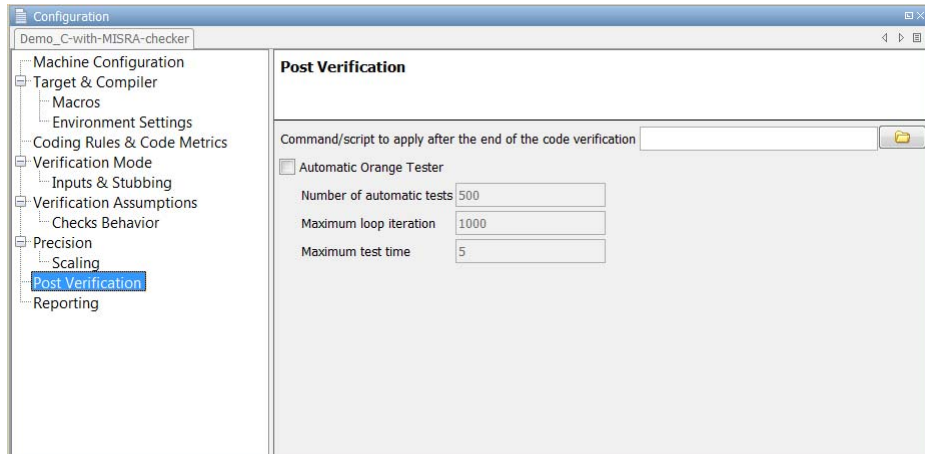 Configuration
Demo_C-with-MISRA-checker
Machine Configuration
Target & Compiler
Macros
Environment Settings
Coding Rules & Code Metrics
Verification Mode
Inputs & Stubbing
Verification Assumptions
Checks Behavior
Precision
Scaling
Post Verification
Reporting
Post Verification
Command/script to apply after the end of the code verification
Automatic Orange Tester
Number of automatic tests 500
Maximum loop iteration 1000
Maximum test time 5